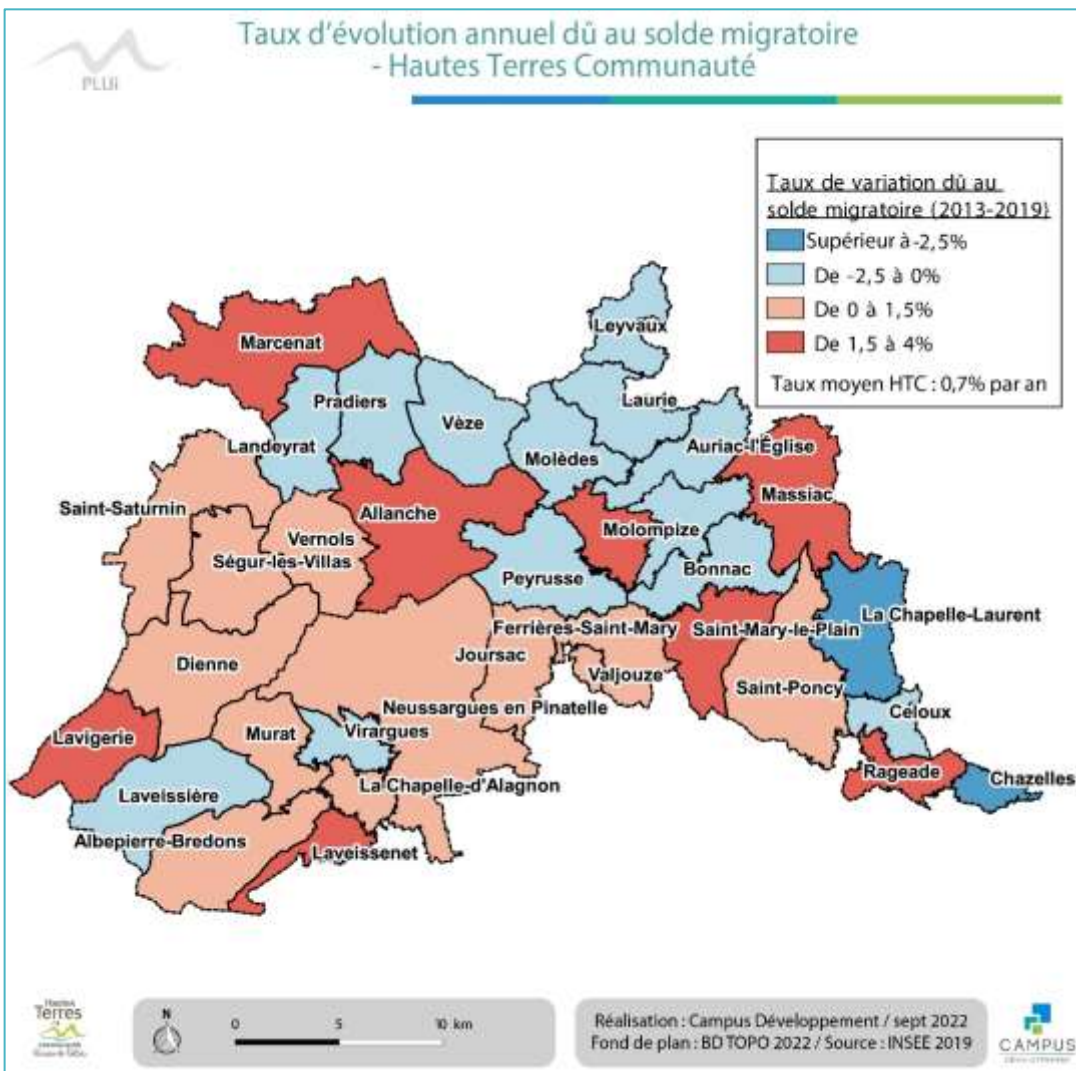 Taux d'évolution annuel dû au solde migratoire
- Hautes Terres Communauté
PLUi
Taux de variation dû au
solde migratoire (2013-2019)
Supérieur à -2,5%
De -2,5 à 0%
De 0 à 1,5%
De 1,5 à 4%
Taux moyen HTC : 0,7% par an
Leyvaux
Marcenat
Laurie
Pradiers
Vèze
Auriac-l'Église
Landeyrat
Molèdes
Massiac
Saint-Saturnin
Allanche
Molompize
Vernols
Ségur-les-Villas
Bonnac
Peyrusse
La Chapelle-Laurent
Ferrières-Saint-Mary
Saint-Mary-le-Plain
Dienne
Joursac
Valjouze
Saint-Poncy
Neussargues en Pinatelle
Celoux
Lavigerie
Murat
Virargues
Rageade
Chazelles
La Chapelle-d'Alagnon
Laveissière
Albepierre-Bredons
Laveissenet
Hautes
Terres
N
0 5 10 km
Réalisation : Campus Développement / sept 2022
Fond de plan : BD TOPO 2022 / Source : INSEE 2019
CAMPUS